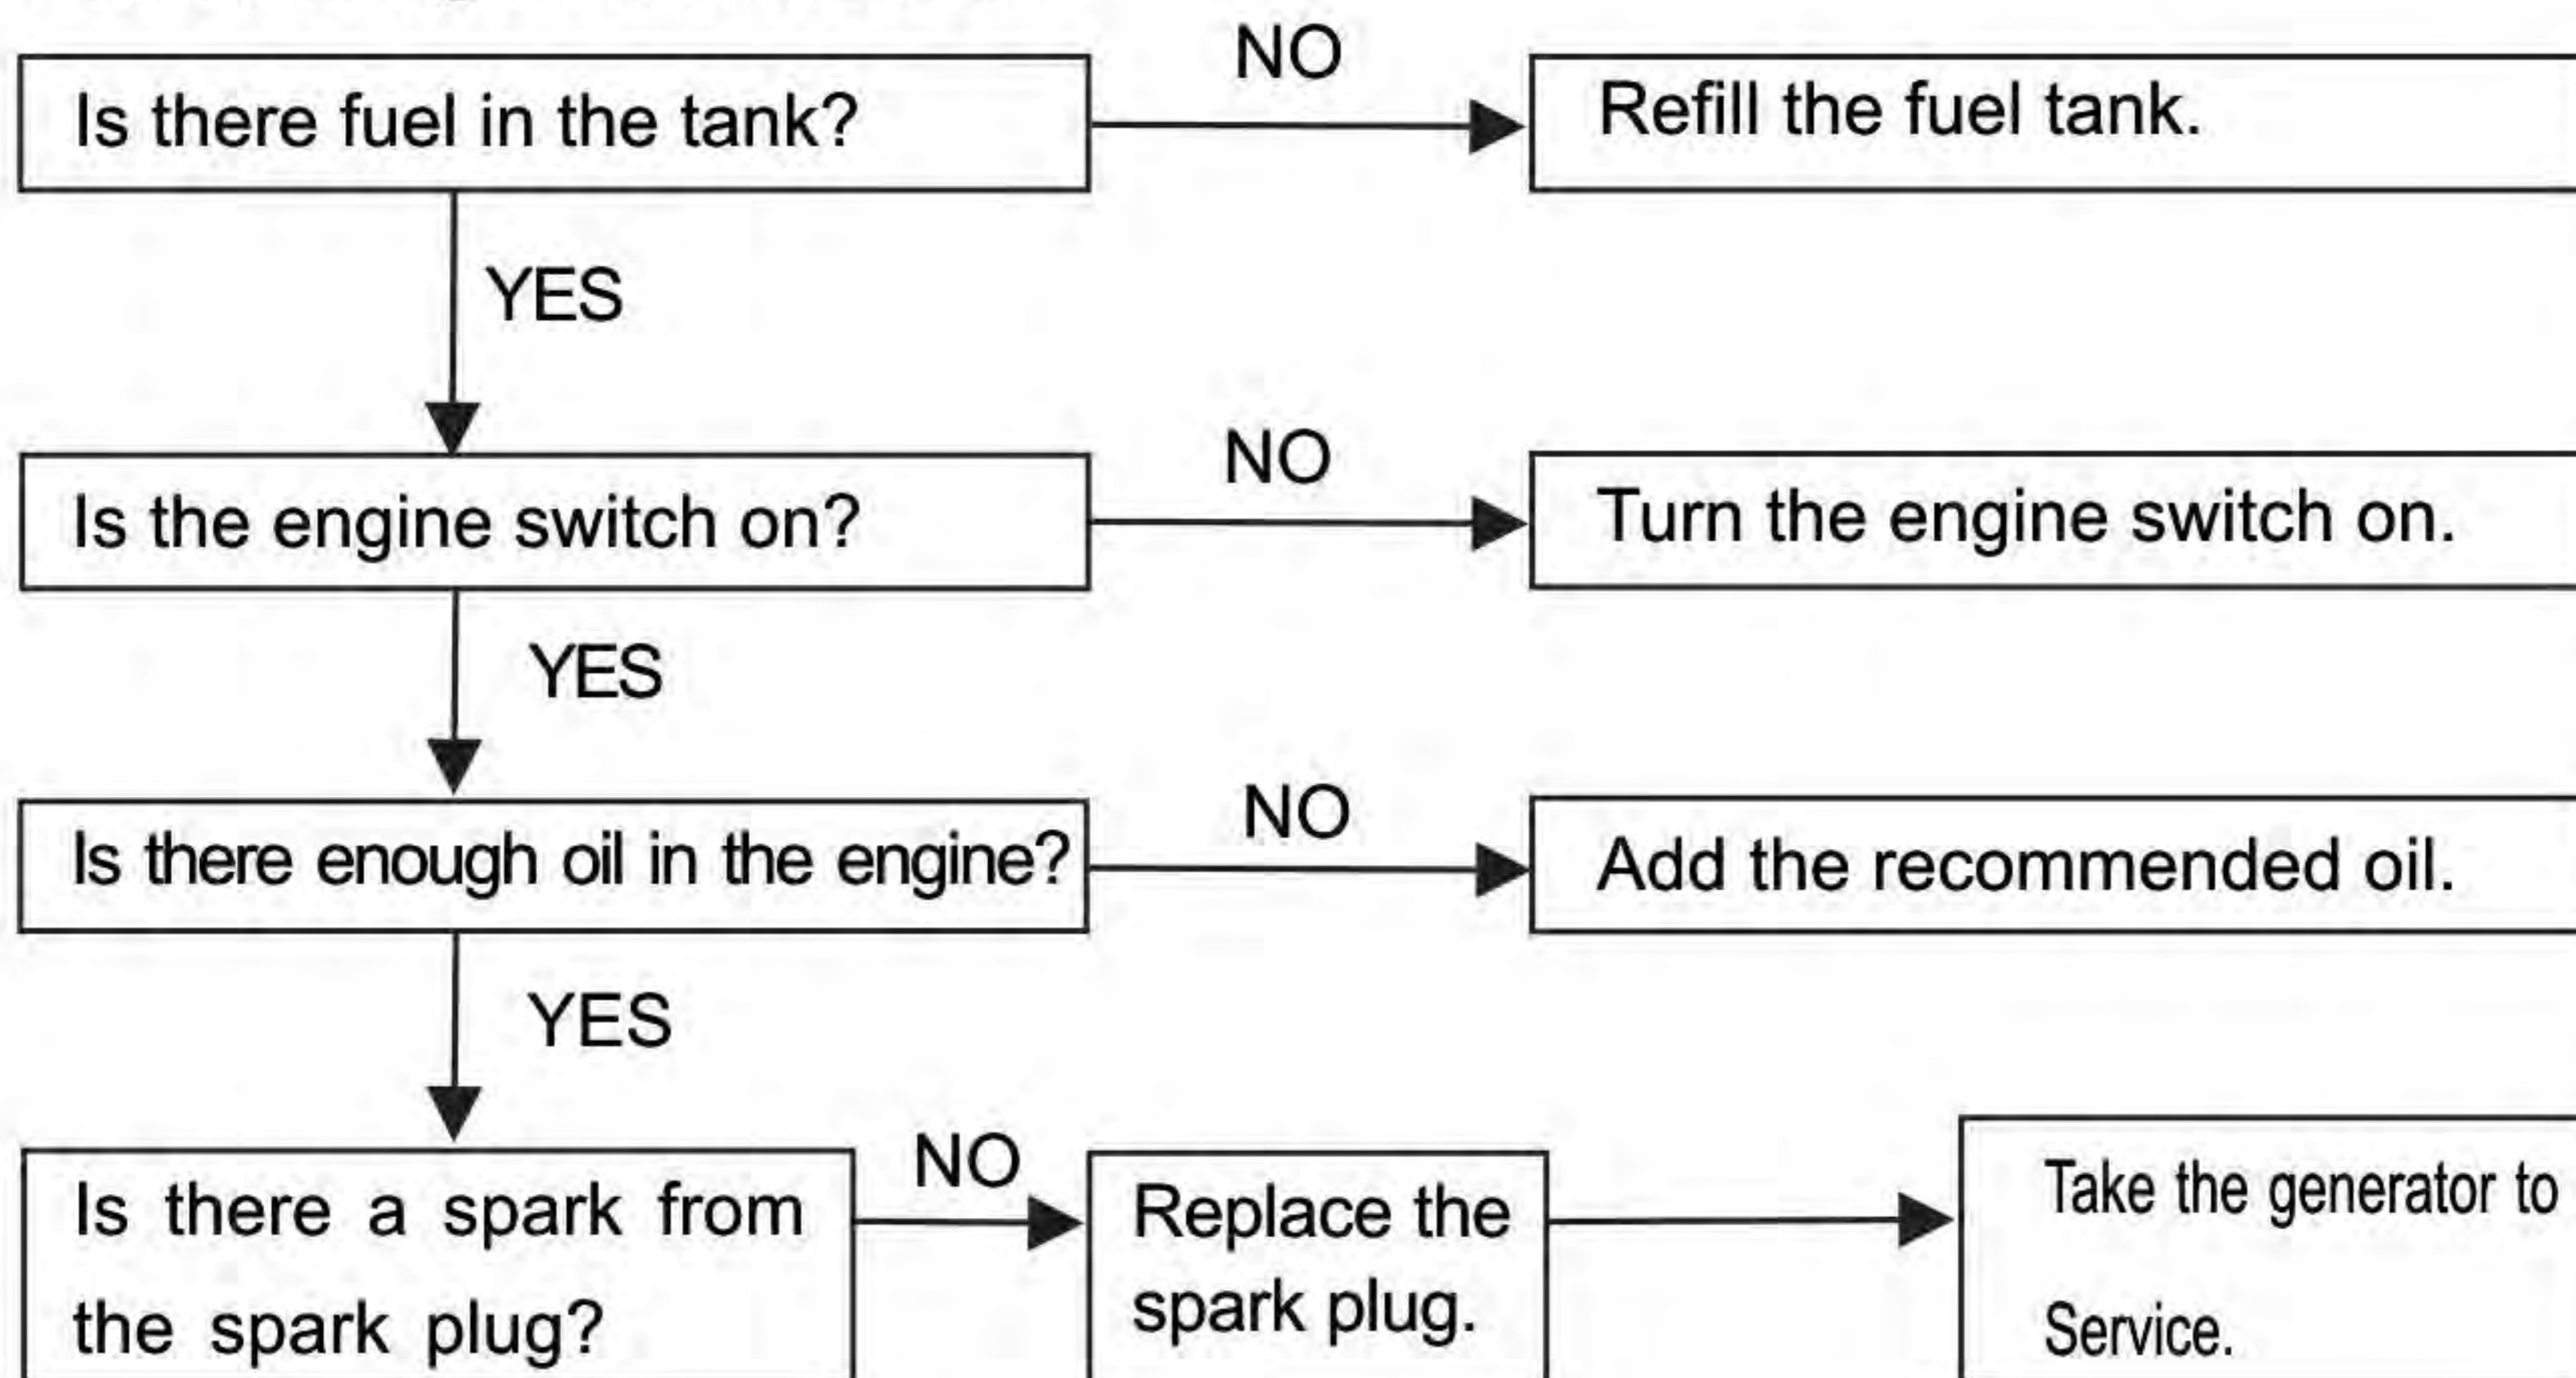 NO
Is there fuel in the tank?
Refill the fuel tank.
YES
NO
Is the engine switch on?
Turn the engine switch on.
YES
NO
Is there enough oil in the engine?
Add the recommended oil.
YES
NO
Is there a spark from
the spark plug?
Replace the
spark plug.
Take the generator to
Service.